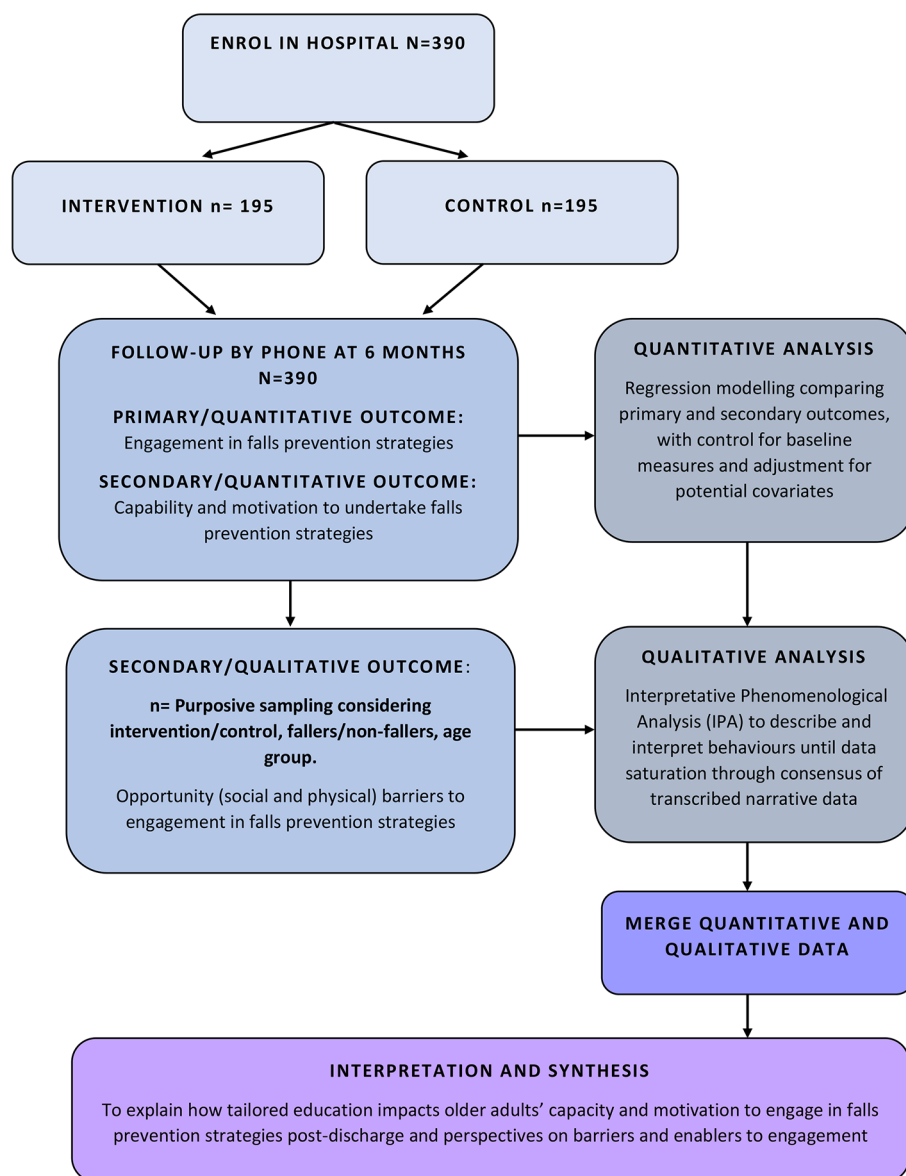 ENROL IN HOSPITAL N=390
INTERVENTION n= 195
CONTROL n=195
FOLLOW-UP BY PHONE AT 6 MONTHS
N=390
PRIMARY/QUANTITATIVE OUTCOME:
Engagement in falls prevention strategies
SECONDARY/QUANTITATIVE OUTCOME:
Capability and motivation to undertake falls
prevention strategies
QUANTITATIVE ANALYSIS
Regression modelling comparing
primary and secondary outcomes,
with control for baseline
measures and adjustment for
potential covariates
SECONDARY/QUALITATIVE OUTCOME:
n= Purposive sampling considering
intervention/control, fallers/non-fallers, age
group.
Opportunity (social and physical) barriers to
engagement in falls prevention strategies
QUALITATIVE ANALYSIS
Interpretative Phenomenological
Analysis (IPA) to describe and
interpret behaviours until data
saturation through consensus of
transcribed narrative data
MERGE QUANTITATIVE AND
QUALITATIVE DATA
INTERPRETATION AND SYNTHESIS
To explain how tailored education impacts older adults’ capacity and motivation to engage in falls
prevention strategies post-discharge and perspectives on barriers and enablers to engagement